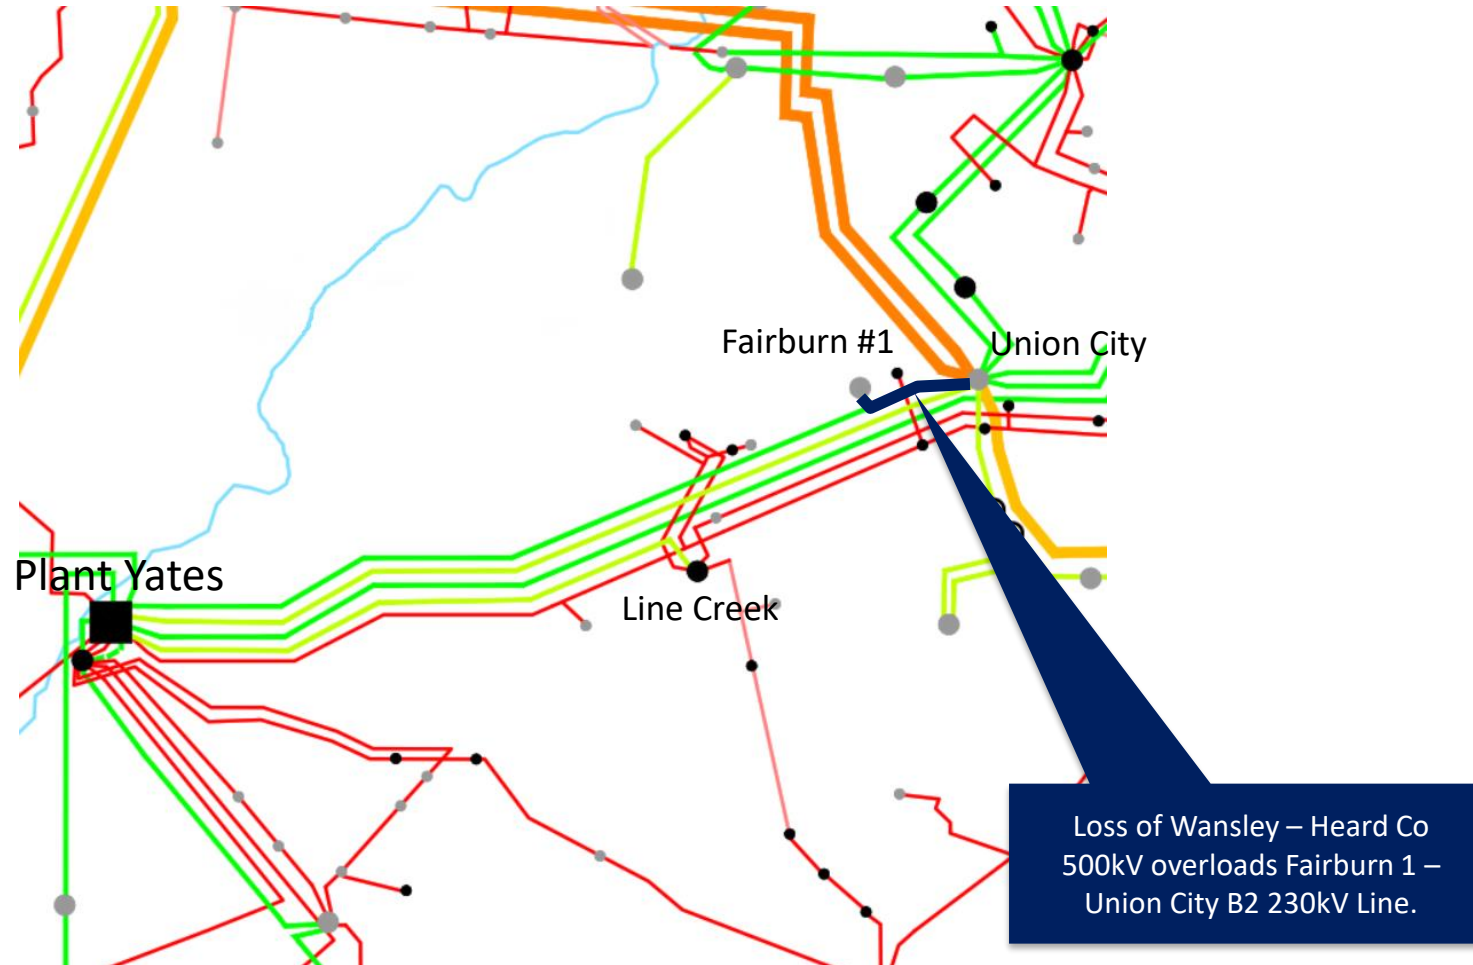 Fairburn #1
Union City
Plant Yates
Line Creek
Loss of Wansley – Heard Co
500kV overloads Fairburn 1 –
Union City B2 230kV Line.